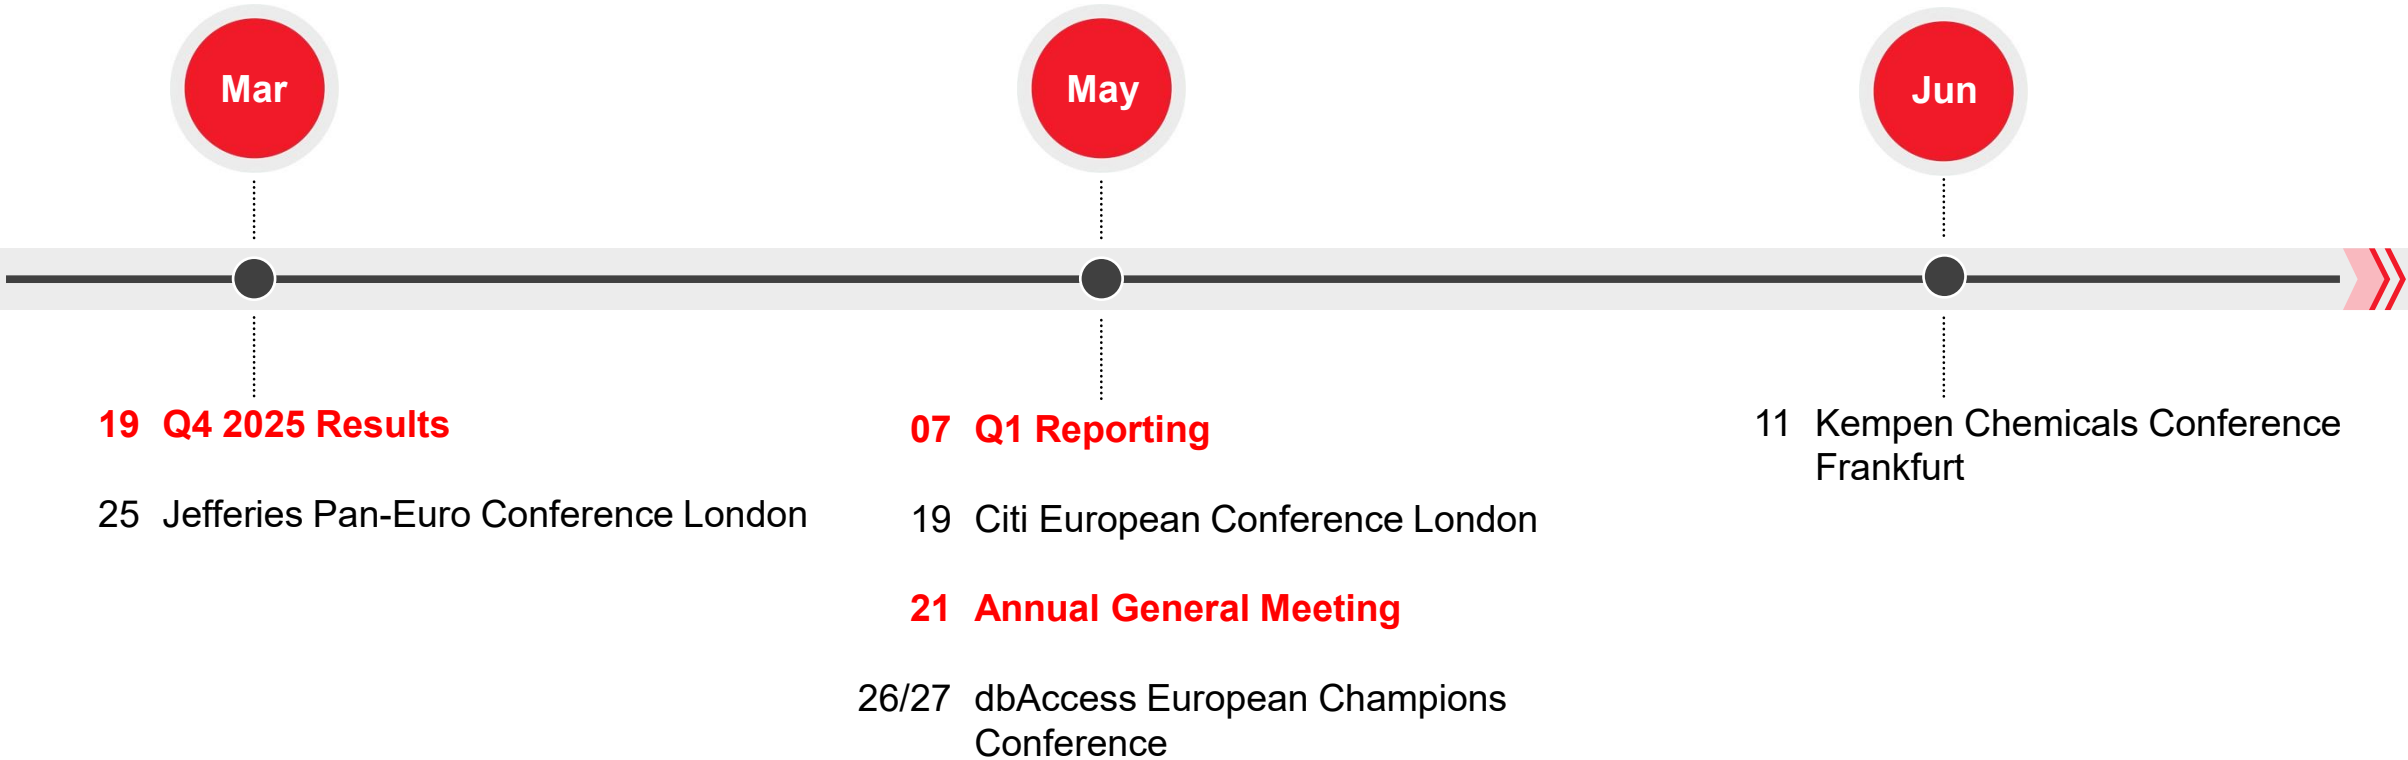 Mar
May
Jun
19 Q4 2025 Results
25 Jefferies Pan-Euro Conference London
07 Q1 Reporting
19 Citi European Conference London
21 Annual General Meeting
26/27 dbAccess European Champions
Conference
11 Kempen Chemicals Conference
Frankfurt